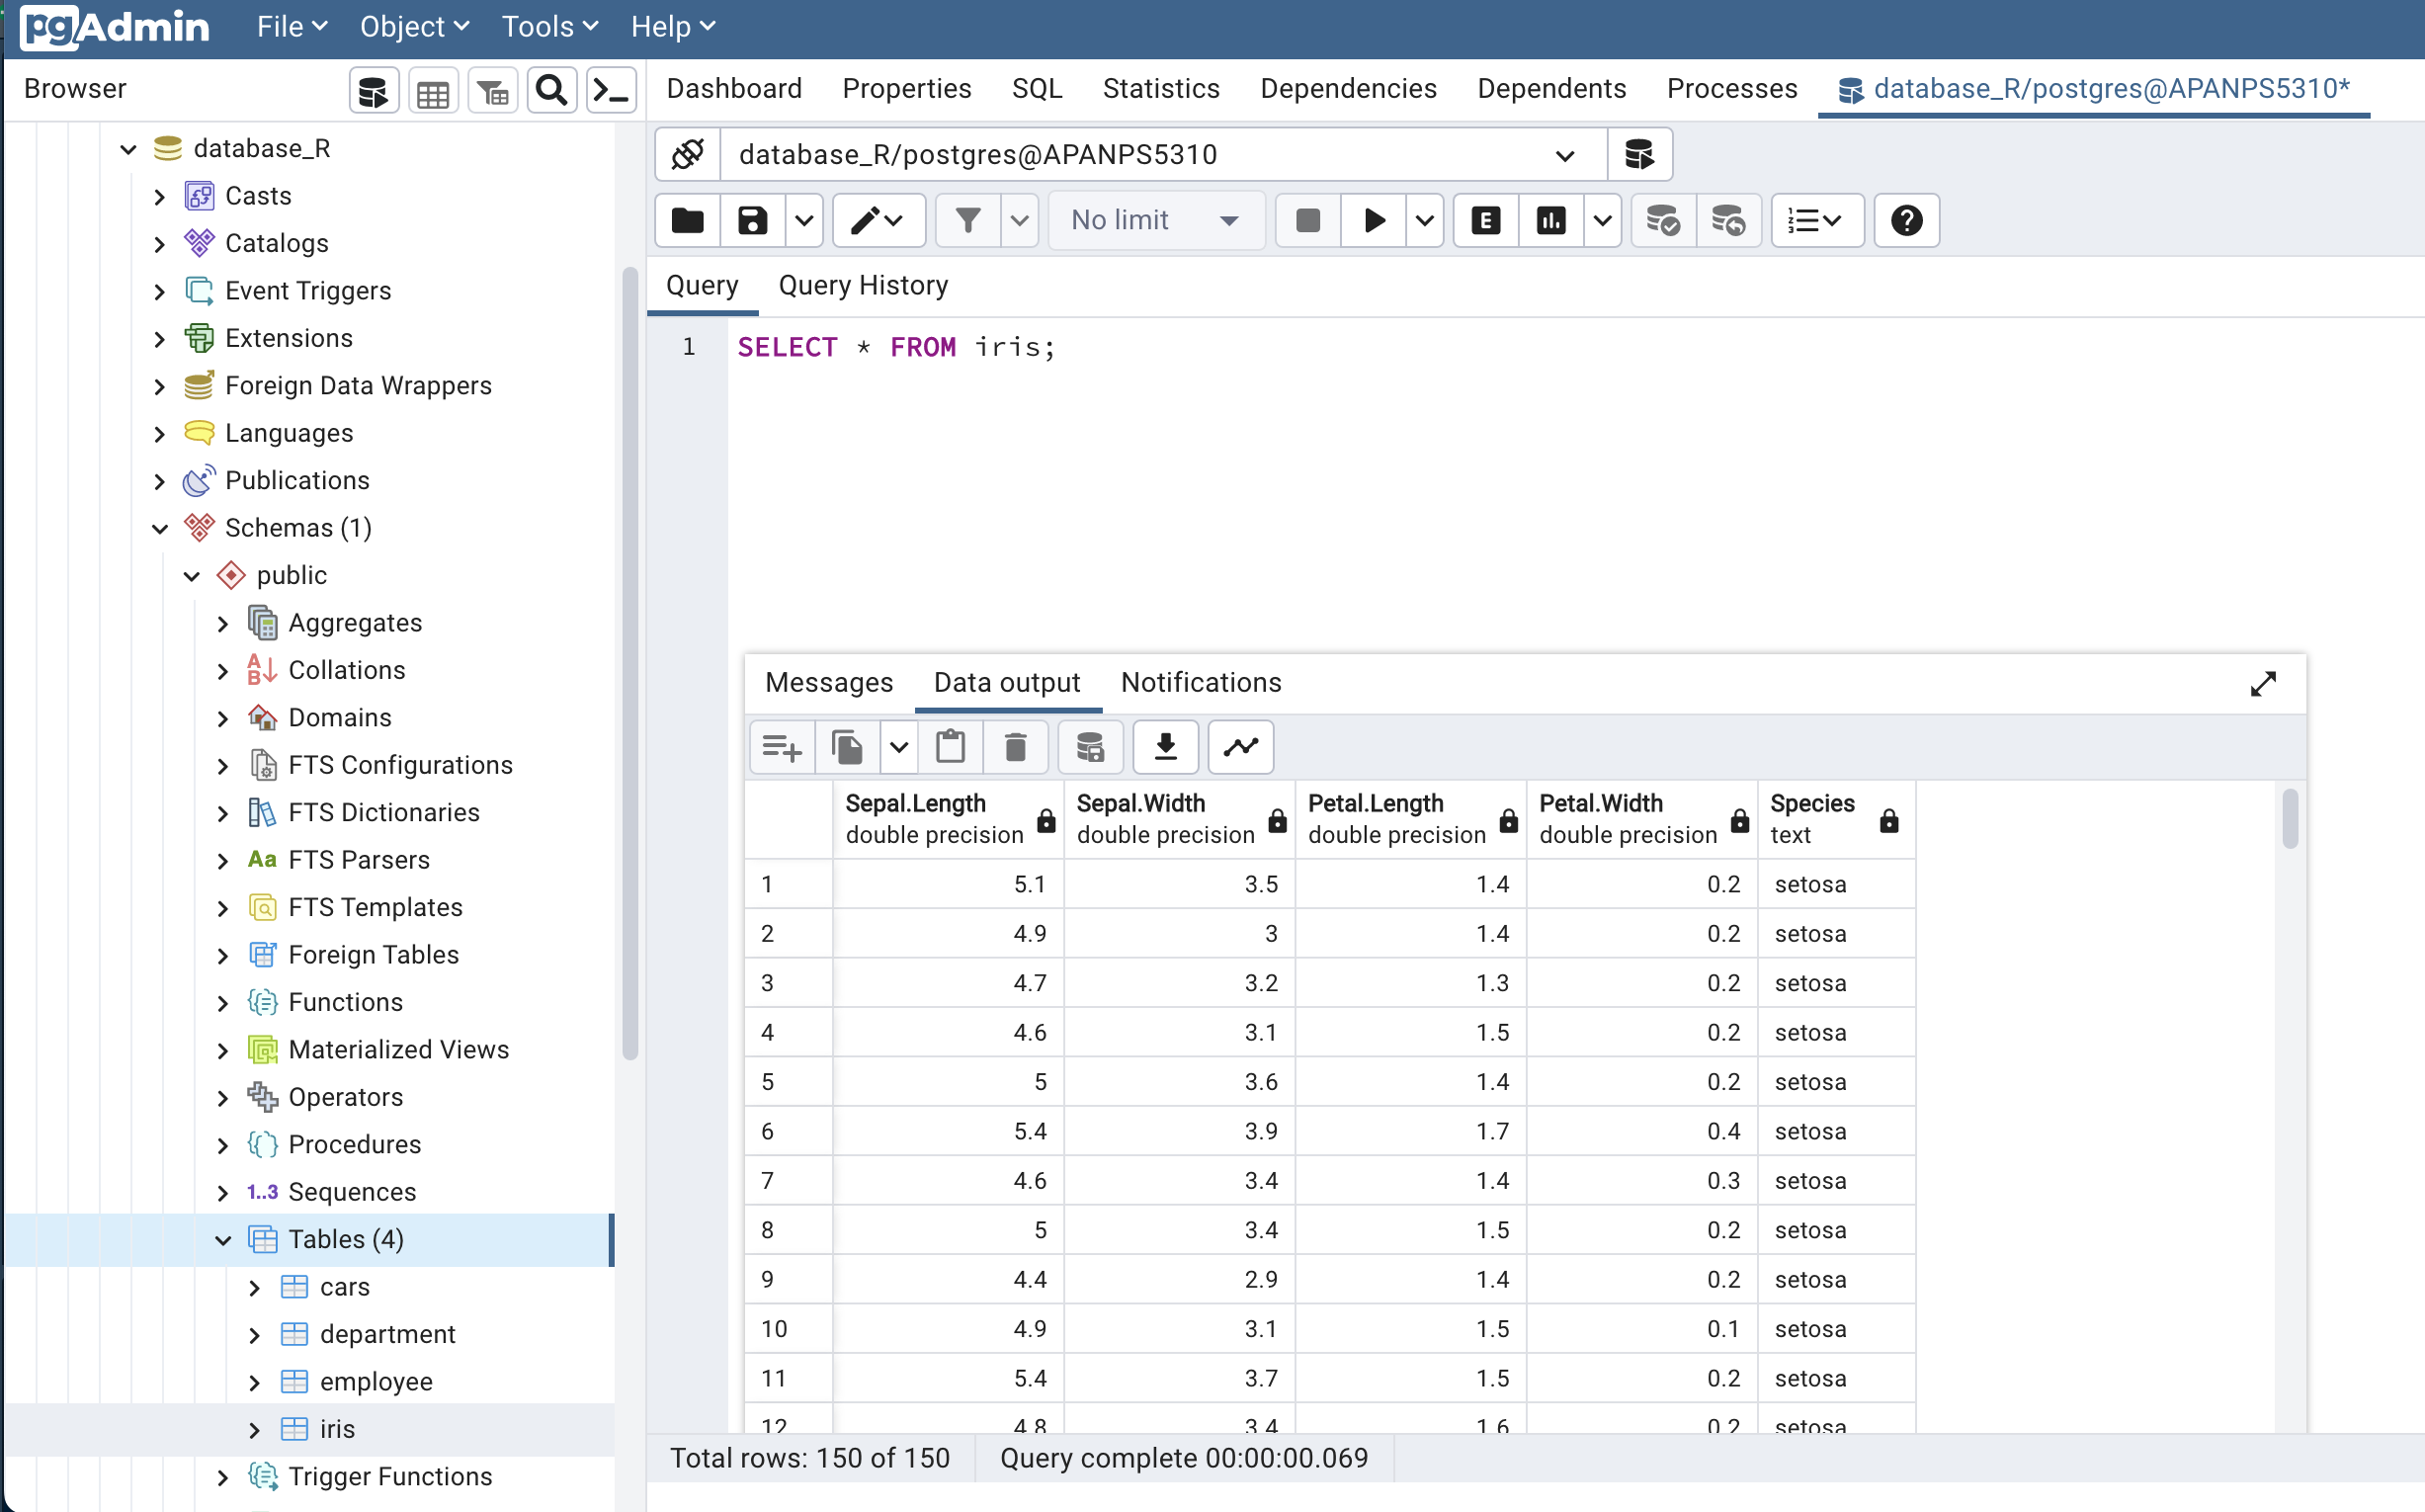 pgAdmin File Object Tools Help
Browser
Dashboard Properties SQL Statistics Dependencies Dependents Processes database_R/postgres@APANPS5310*
database_R
Casts
Catalogs
Event Triggers
Extensions
Foreign Data Wrappers
Languages
Publications
Schemas (1)
public
Aggregates
Collations
Domains
FTS Configurations
FTS Dictionaries
Aa FTS Parsers
FTS Templates
Foreign Tables
Functions
Materialized Views
Operators
Procedures
1..3 Sequences
Tables (4)
cars
department
employee
iris
Trigger Functions
database_R/postgres@APANPS5310
No limit
E
Query Query History
1 SELECT * FROM iris;
Messages Data output Notifications
Sepal.Length Sepal.Width Petal.Length Petal.Width Species
double precision double precision double precision double precision text
1 5.1 3.5 1.4 0.2 setosa
2 4.9 3 1.4 0.2 setosa
3 4.7 3.2 1.3 0.2 setosa
4 4.6 3.1 1.5 0.2 setosa
5 5 3.6 1.4 0.2 setosa
6 5.4 3.9 1.7 0.4 setosa
7 4.6 3.4 1.4 0.3 setosa
8 5 3.4 1.5 0.2 setosa
9 4.4 2.9 1.4 0.2 setosa
10 4.9 3.1 1.5 0.1 setosa
11 5.4 3.7 1.5 0.2 setosa
12 4.8 3.4 1.6 0.2 setosa
Total rows: 150 of 150 Query complete 00:00:00.069